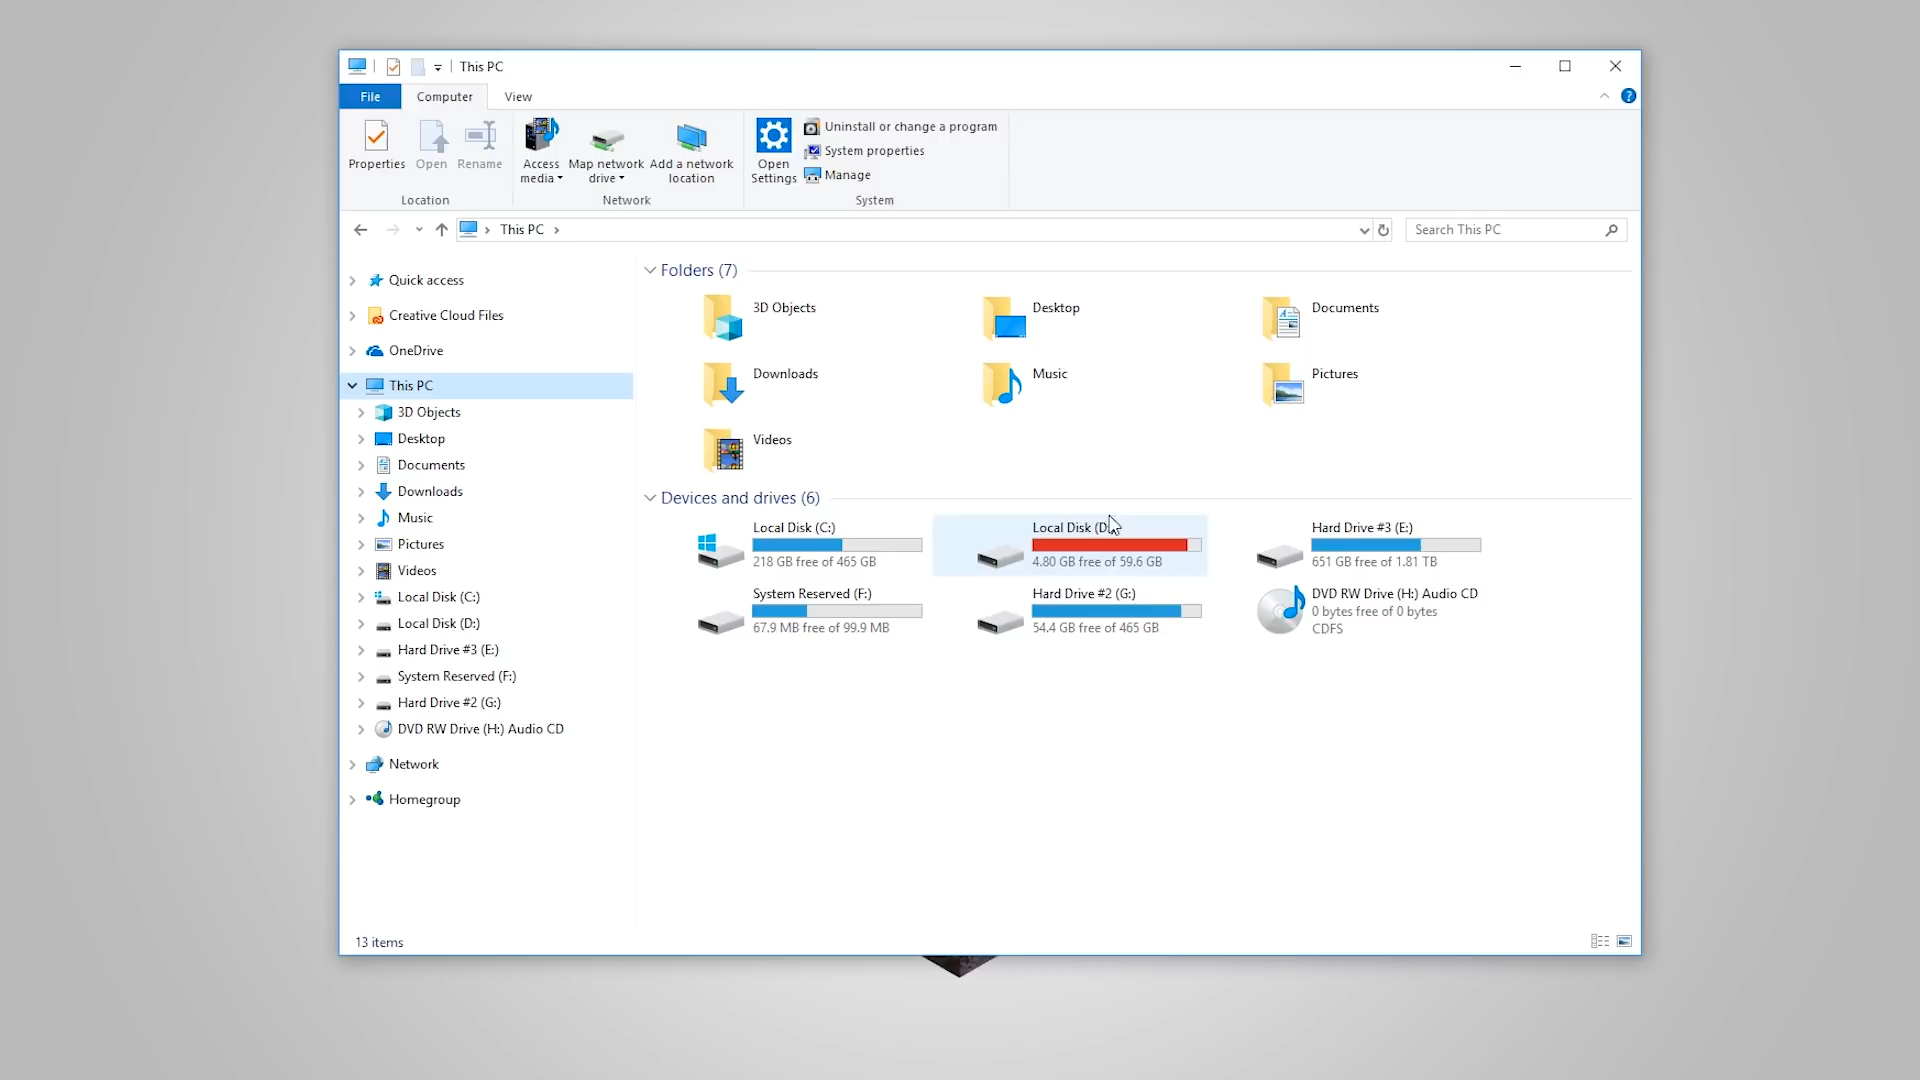 This PC
File
Computer
View
Properties
Open
Rename
Access media
Map network drive
Add a network location
Open Settings
Uninstall or change a program
System properties
Manage
Location
Network
System
This PC
Search This PC
Quick access
Creative Cloud Files
OneDrive
This PC
3D Objects
Desktop
Documents
Downloads
Music
Pictures
Videos
Local Disk (C:)
Local Disk (D:)
Hard Drive #3 (E:)
System Reserved (F:)
Hard Drive #2 (G:)
DVD RW Drive (H:) Audio CD
Network
Homegroup
Folders (7)
3D Objects
Desktop
Documents
Downloads
Music
Pictures
Videos
Devices and drives (6)
Local Disk (C:)
218 GB free of 465 GB
Local Disk (D:)
4.80 GB free of 59.6 GB
Hard Drive #3 (E:)
651 GB free of 1.81 TB
System Reserved (F:)
67.9 MB free of 99.9 MB
Hard Drive #2 (G:)
54.4 GB free of 465 GB
DVD RW Drive (H:) Audio CD
0 bytes free of 0 bytes
CDFS
13 items